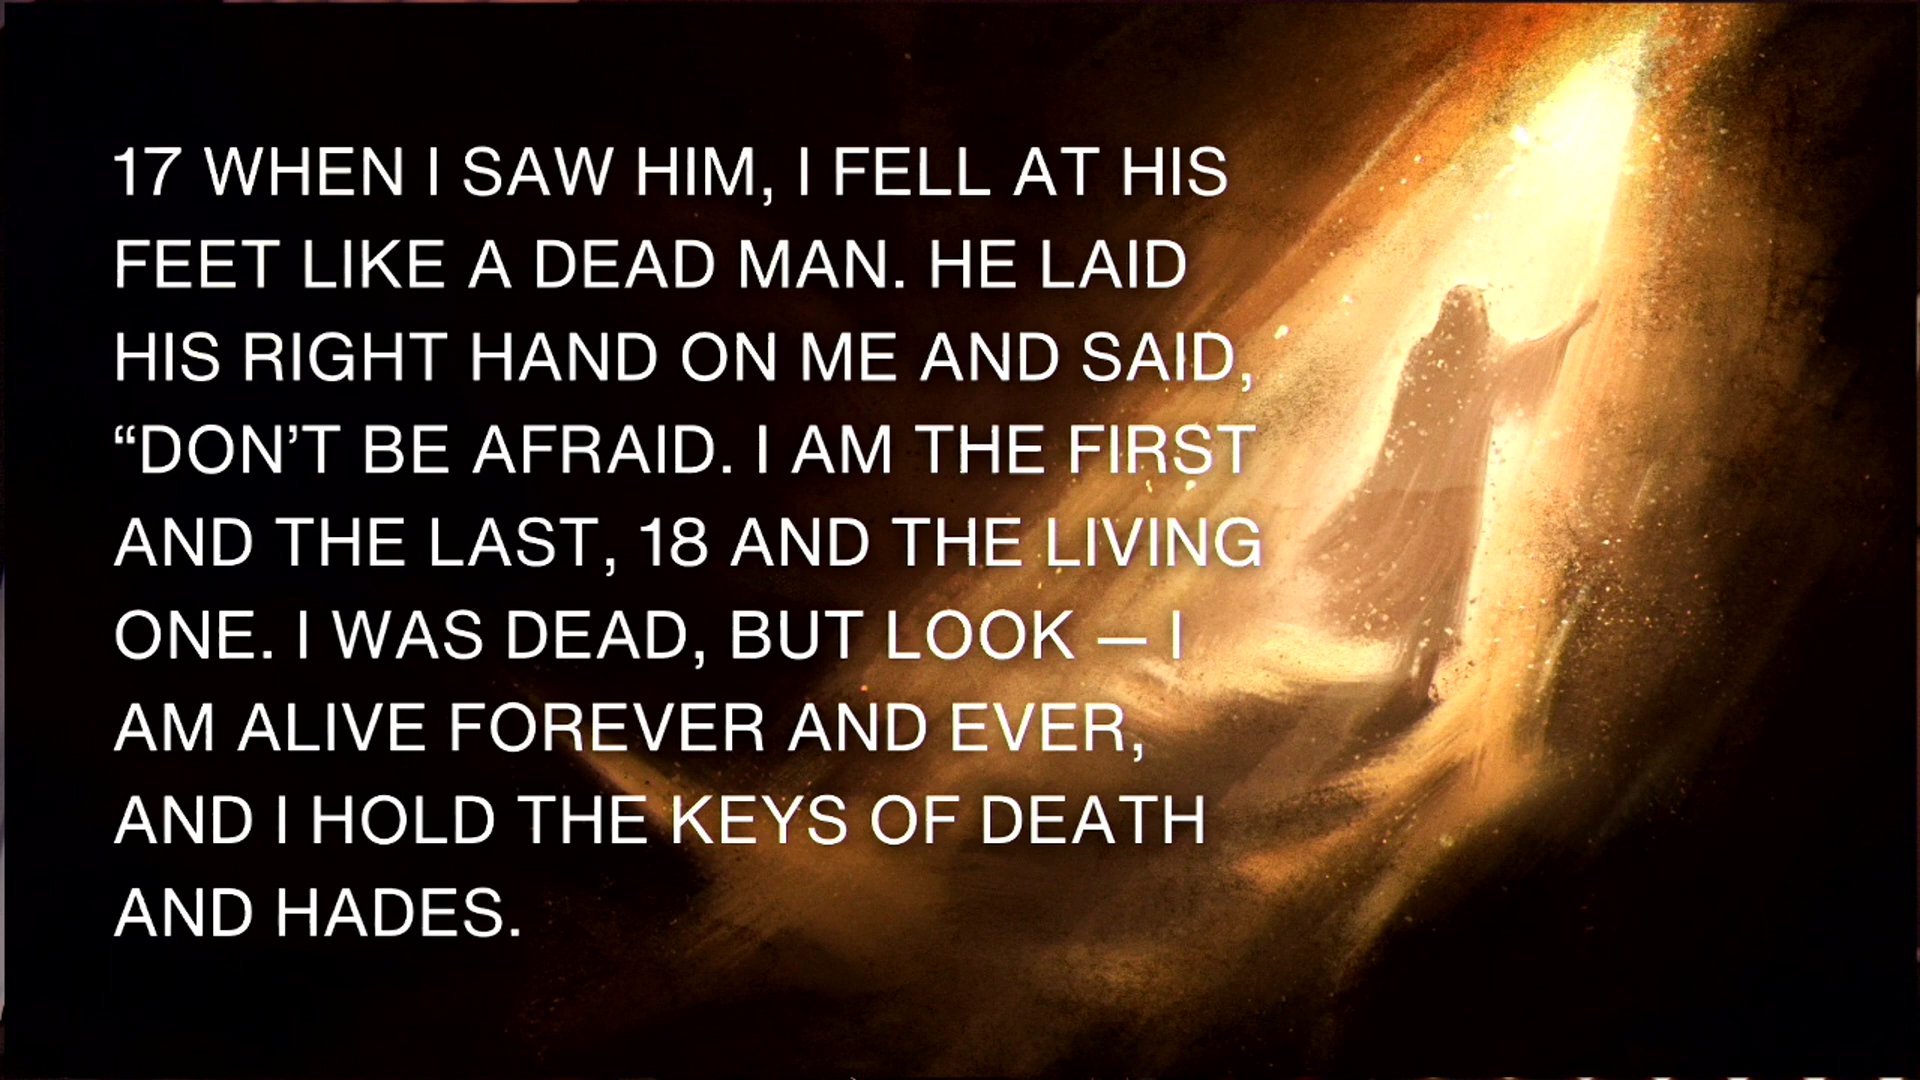 17 WHEN I SAW HIM, I FELL AT HIS
FEET LIKE A DEAD MAN. HE LAID
HIS RIGHT HAND ON ME AND SAID,
“DON’T BE AFRAID. I AM THE FIRST
AND THE LAST, 18 AND THE LIVING
ONE. I WAS DEAD, BUT LOOK — I
AM ALIVE FOREVER AND EVER,
AND I HOLD THE KEYS OF DEATH
AND HADES.